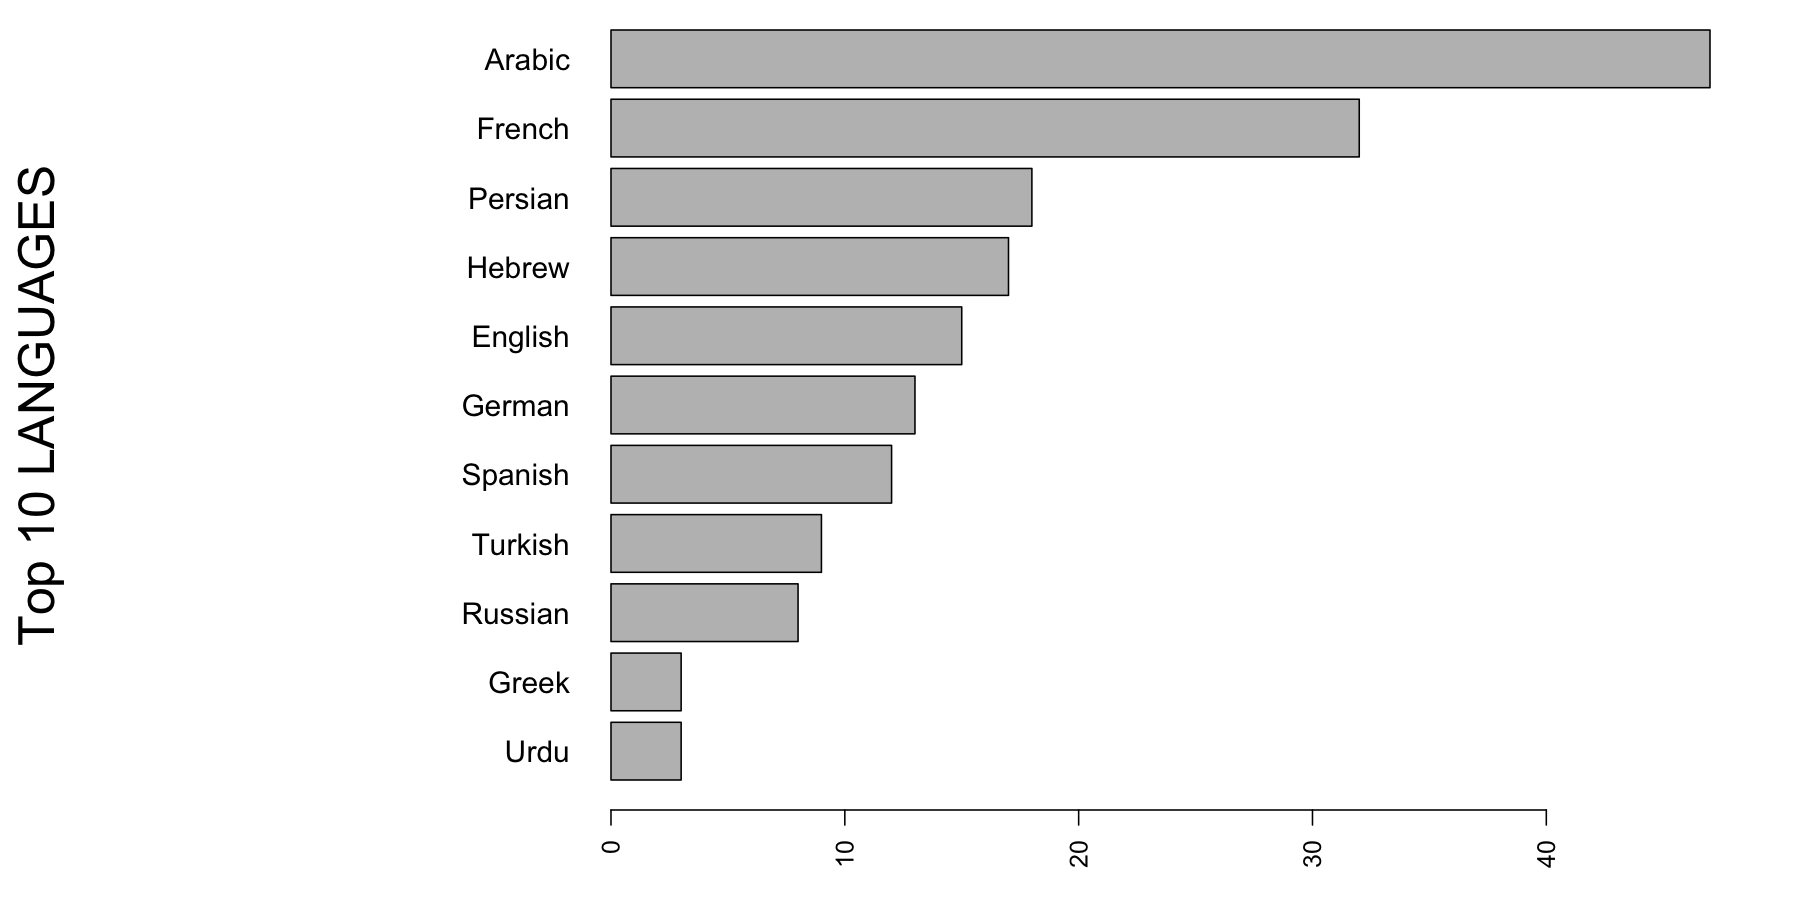 Top 10 LANGUAGES
Arabic
French
Persian
Hebrew
English
German
Spanish
Turkish
Russian
Greek
Urdu
0 10 20 30 40